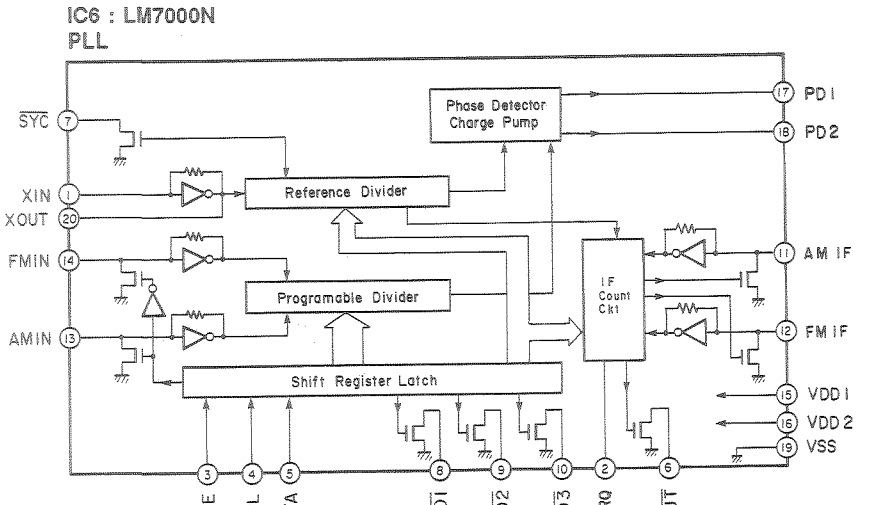 IC6 : LM7000N
PLL
SYC 7
XIN 1
XOUT 20
FMIN 14
AMIN 13
Phase Detector
Charge Pump
Reference Divider
Programable Divider
Shift Register Latch
IF
Count
Ckt
17 PD1
18 PD2
11 AM IF
12 FM IF
15 VDD1
16 VDD2
19 VSS
3
4
5
8
9
10
2
6